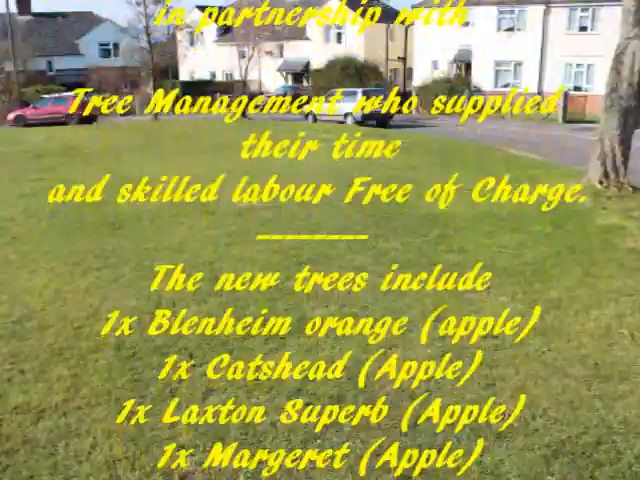 in partnership with
Tree Management who supplied
their time
and skilled labour Free of Charge.
----------
The new trees include
1x Blenheim orange (apple)
1x Catshead (Apple)
1x Laxton Superb (Apple)
1x Margeret (Apple)